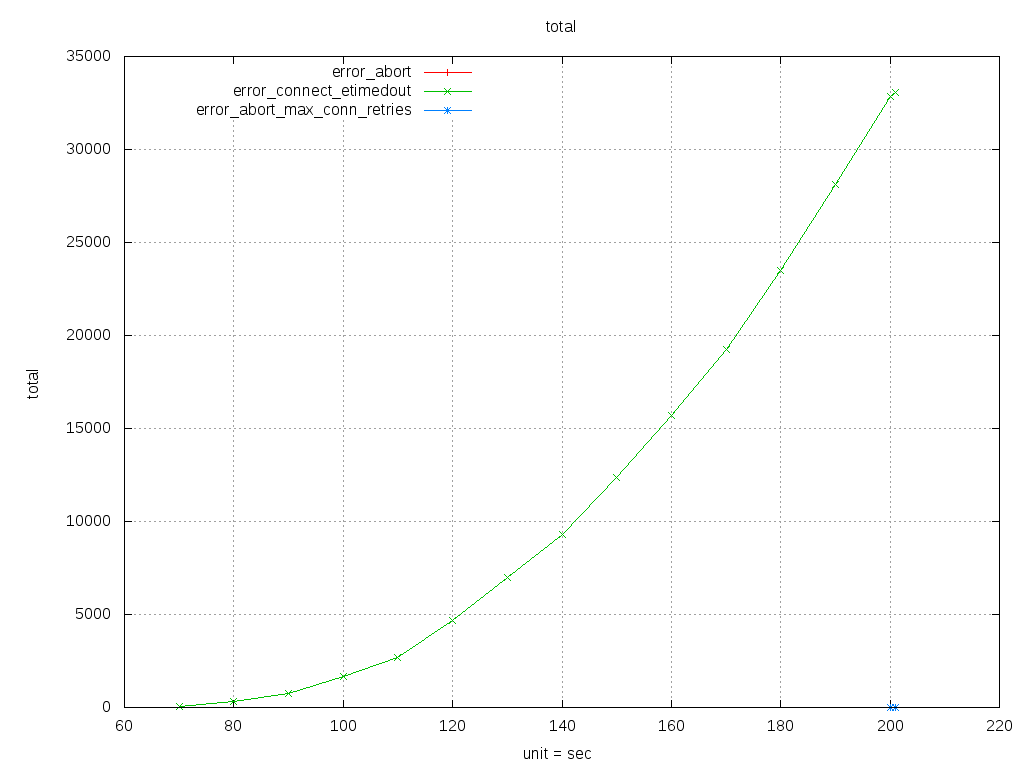 total
35000
30000
25000
20000
15000
10000
5000
0
total
error_abort
error_connect_etimedout
error_abort_max_conn_retries
60 80 100 120 140 160 180 200 220
unit = sec